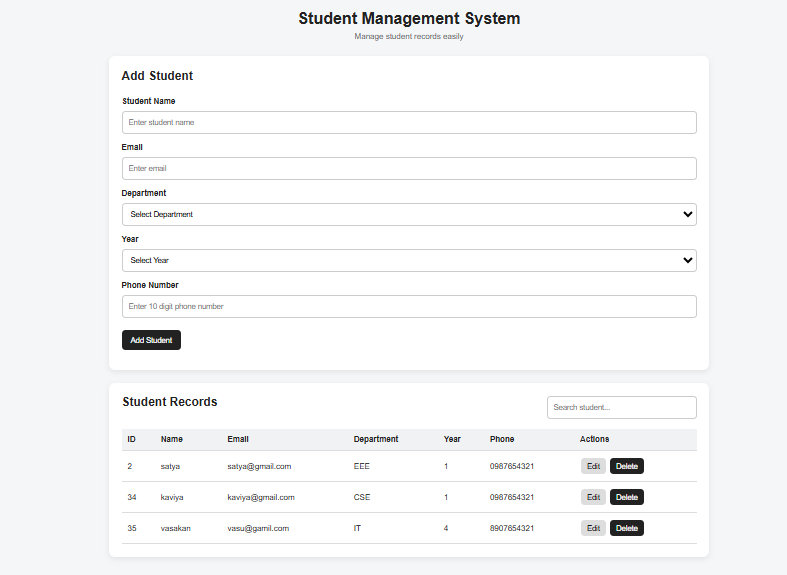 Student Management System
Manage student records easily
Add Student
Student Name
Enter student name
Email
Enter email
Department
Select Department
Year
Select Year
Phone Number
Enter 10 digit phone number
Add Student
Student Records
Search student...
ID Name Email Department Year Phone Actions
2 satya satya@gmail.com EEE 1 0987654321 Edit Delete
34 kaviya kaviya@gmail.com CSE 1 0987654321 Edit Delete
35 vasakan vasu@gamil.com IT 4 8907654321 Edit Delete